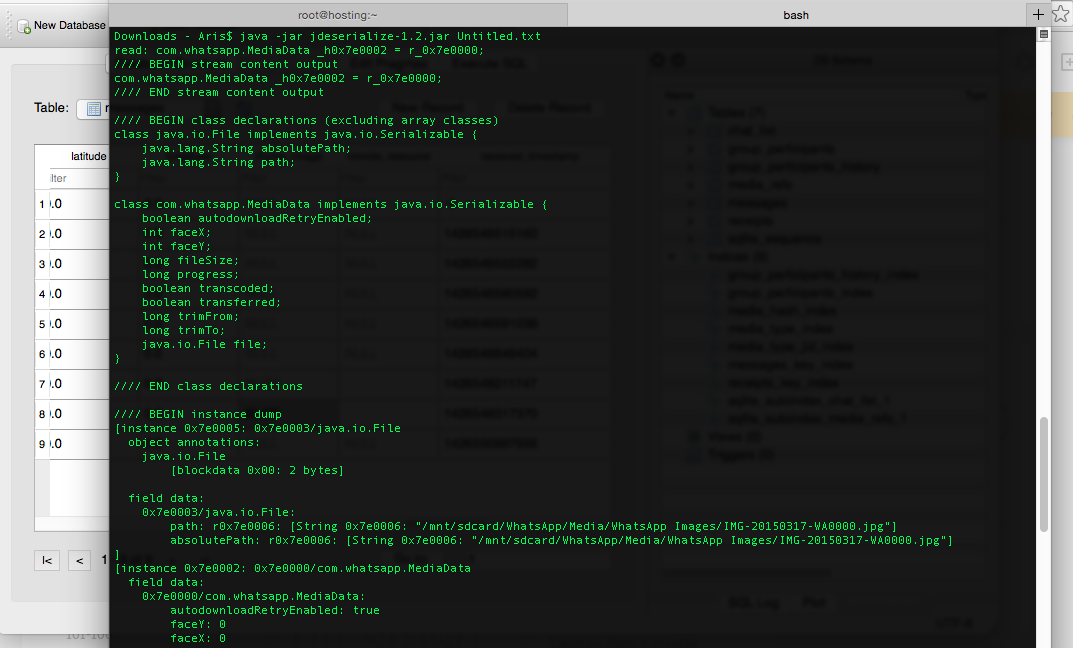 root@hosting:~
bash
New Database
Table:
latitude
lter
1 0.0
2 0.0
3 0.0
4 0.0
5 0.0
6 0.0
7 0.0
8 0.0
9 0.0
|<
<
1
Downloads - Aris$ java -jar jdeserialize-1.2.jar Untitled.txt
read: com.whatsapp.MediaData _h0x7e0002 = r_0x7e0000;
//// BEGIN stream content output
com.whatsapp.MediaData _h0x7e0002 = r_0x7e0000;
//// END stream content output
//// BEGIN class declarations (excluding array classes)
class java.io.File implements java.io.Serializable {
java.lang.String absolutePath;
java.lang.String path;
}
class com.whatsapp.MediaData implements java.io.Serializable {
boolean autodownloadRetryEnabled;
int faceX;
int faceY;
long fileSize;
long progress;
boolean transcoded;
boolean transferred;
long trimFrom;
long trimTo;
java.io.File file;
}
//// END class declarations
//// BEGIN instance dump
[instance 0x7e0005: 0x7e0003/java.io.File
object annotations:
java.io.File
[blockdata 0x00: 2 bytes]
field data:
0x7e0003/java.io.File:
path: r0x7e0006: [String 0x7e0006: "/mnt/sdcard/WhatsApp/Media/WhatsApp Images/IMG-20150317-WA0000.jpg"]
absolutePath: r0x7e0006: [String 0x7e0006: "/mnt/sdcard/WhatsApp/Media/WhatsApp Images/IMG-20150317-WA0000.jpg"]
]
[instance 0x7e0002: 0x7e0000/com.whatsapp.MediaData
field data:
0x7e0000/com.whatsapp.MediaData:
autodownloadRetryEnabled: true
faceY: 0
faceX: 0